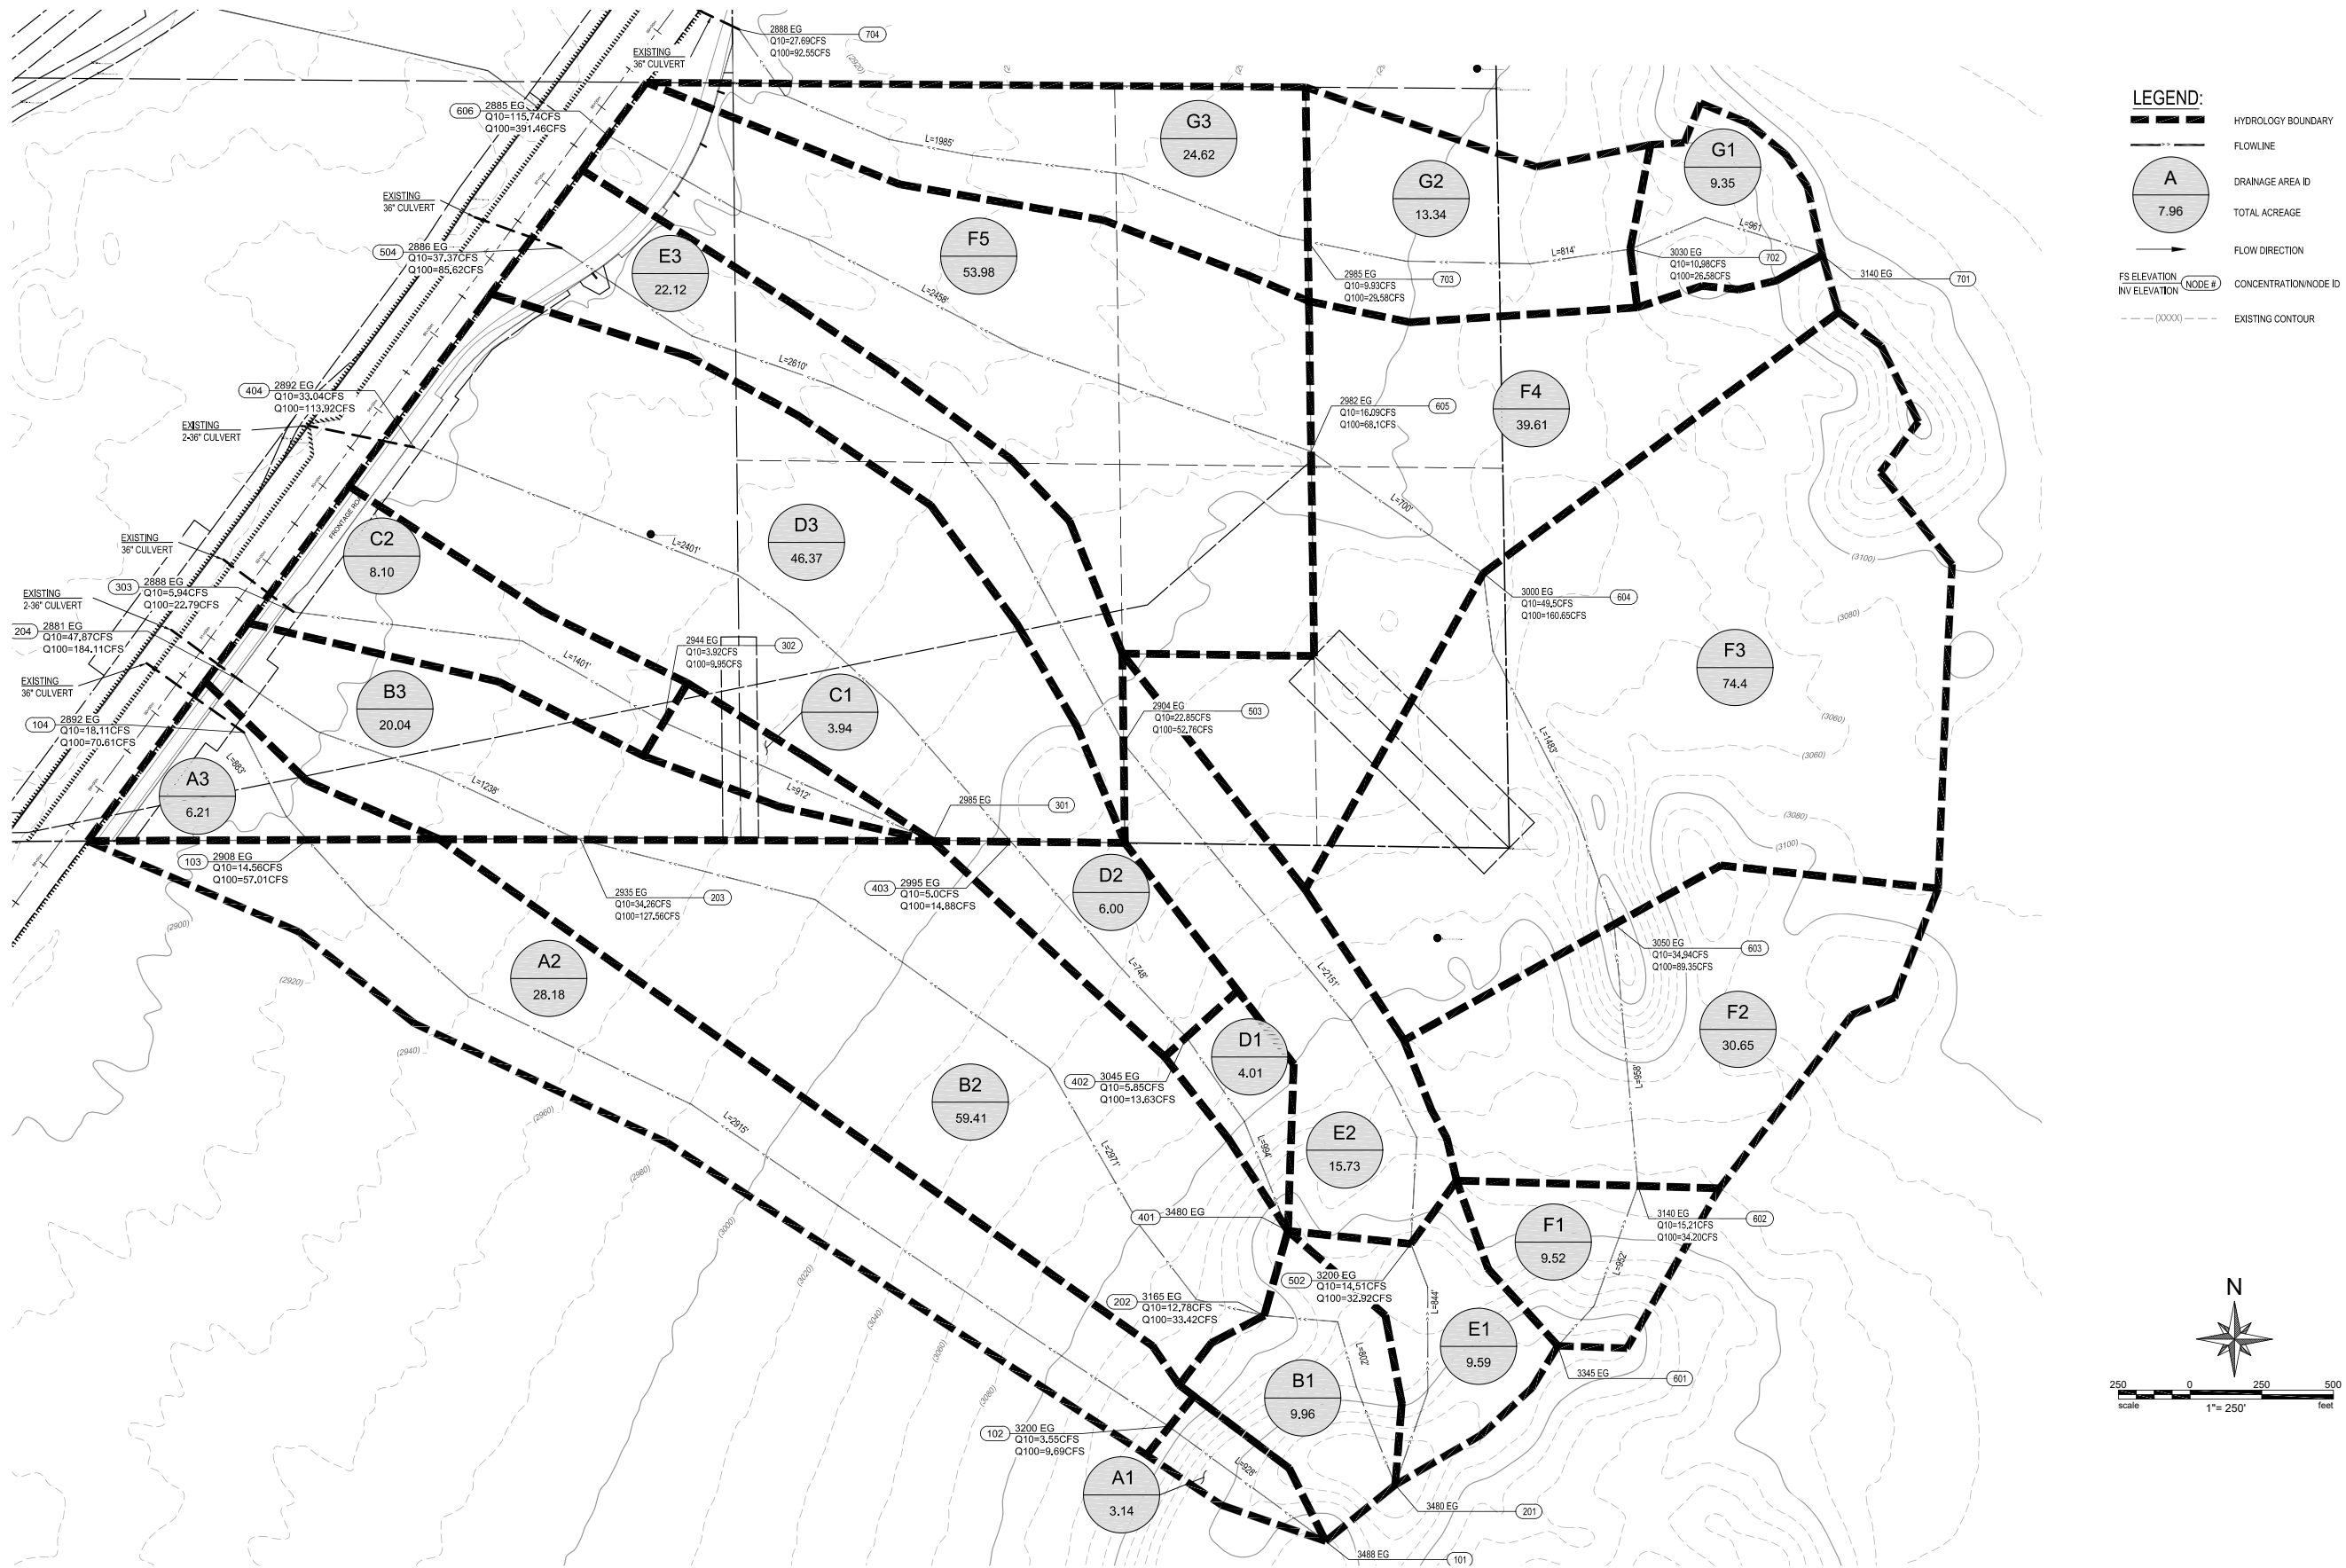 2888 EG
Q10=27.69CFS
Q100=92.55CFS
704
EXISTING
36" CULVERT
(2920)
606
2885 EG
Q10=115.74CFS
Q100=391.46CFS
L=1985'
G3
24.62
G2
13.34
G1
9.35
LEGEND:
HYDROLOGY BOUNDARY
FLOWLINE
A
7.96
DRAINAGE AREA ID
TOTAL ACREAGE
FLOW DIRECTION
FS ELEVATION
INV ELEVATION
NODE #
CONCENTRATION/NODE ID
(XXXX)
EXISTING CONTOUR
EXISTING
36" CULVERT
504
2886 EG
Q10=37.37CFS
Q100=85.62CFS
E3
22.12
F5
53.98
L=2458'
L=961'
L=814'
3030 EG
Q10=10.98CFS
Q100=26.58CFS
702
2985 EG
Q10=9.93CFS
Q100=29.58CFS
703
3140 EG
701
404
2892 EG
Q10=33.04CFS
Q100=113.92CFS
EXISTING
2-36" CULVERT
L=2610'
2982 EG
Q10=16.09CFS
Q100=68.1CFS
605
F4
39.61
L=700'
FRONTAGE ROAD
C2
8.10
D3
46.37
L=2401'
(3100)
EXISTING
36" CULVERT
303
2888 EG
Q10=5.94CFS
Q100=22.79CFS
EXISTING
2-36" CULVERT
204
2881 EG
Q10=47.87CFS
Q100=184.11CFS
EXISTING
36" CULVERT
104
2892 EG
Q10=18.11CFS
Q100=70.61CFS
3000 EG
Q10=49.5CFS
Q100=160.65CFS
604
(3080)
F3
74.4
(3060)
(3060)
L=1401'
2944 EG
Q10=3.92CFS
Q100=9.95CFS
302
B3
20.04
C1
3.94
2904 EG
Q10=22.85CFS
Q100=52.76CFS
503
L=1483'
L=883'
A3
6.21
L=1238'
L=912'
2985 EG
301
(3080)
(3100)
103
2908 EG
Q10=14.56CFS
Q100=57.01CFS
2935 EG
Q10=34.26CFS
Q100=127.56CFS
203
403
2995 EG
Q10=5.0CFS
Q100=14.88CFS
D2
6.00
(2900)
3050 EG
Q10=34.94CFS
Q100=89.35CFS
603
A2
28.18
(2920)
L=748'
L=2151'
F2
30.65
(2940)
D1
4.01
402
3045 EG
Q10=5.85CFS
Q100=13.63CFS
L=958'
B2
59.41
(2960)
L=2915'
L=2971'
L=994'
E2
15.73
(2980)
(3000)
401
3480 EG
3140 EG
Q10=15.21CFS
Q100=34.20CFS
602
F1
9.52
L=952'
(3020)
502
3200 EG
Q10=14.51CFS
Q100=32.92CFS
202
3165 EG
Q10=12.78CFS
Q100=33.42CFS
L=844'
(3040)
L=802'
E1
9.59
(3060)
3345 EG
601
B1
9.96
(3080)
102
3200 EG
Q10=3.55CFS
Q100=9.69CFS
L=928'
A1
3.14
3480 EG
201
3488 EG
101
N
250
0
250
500
scale
1"= 250'
feet